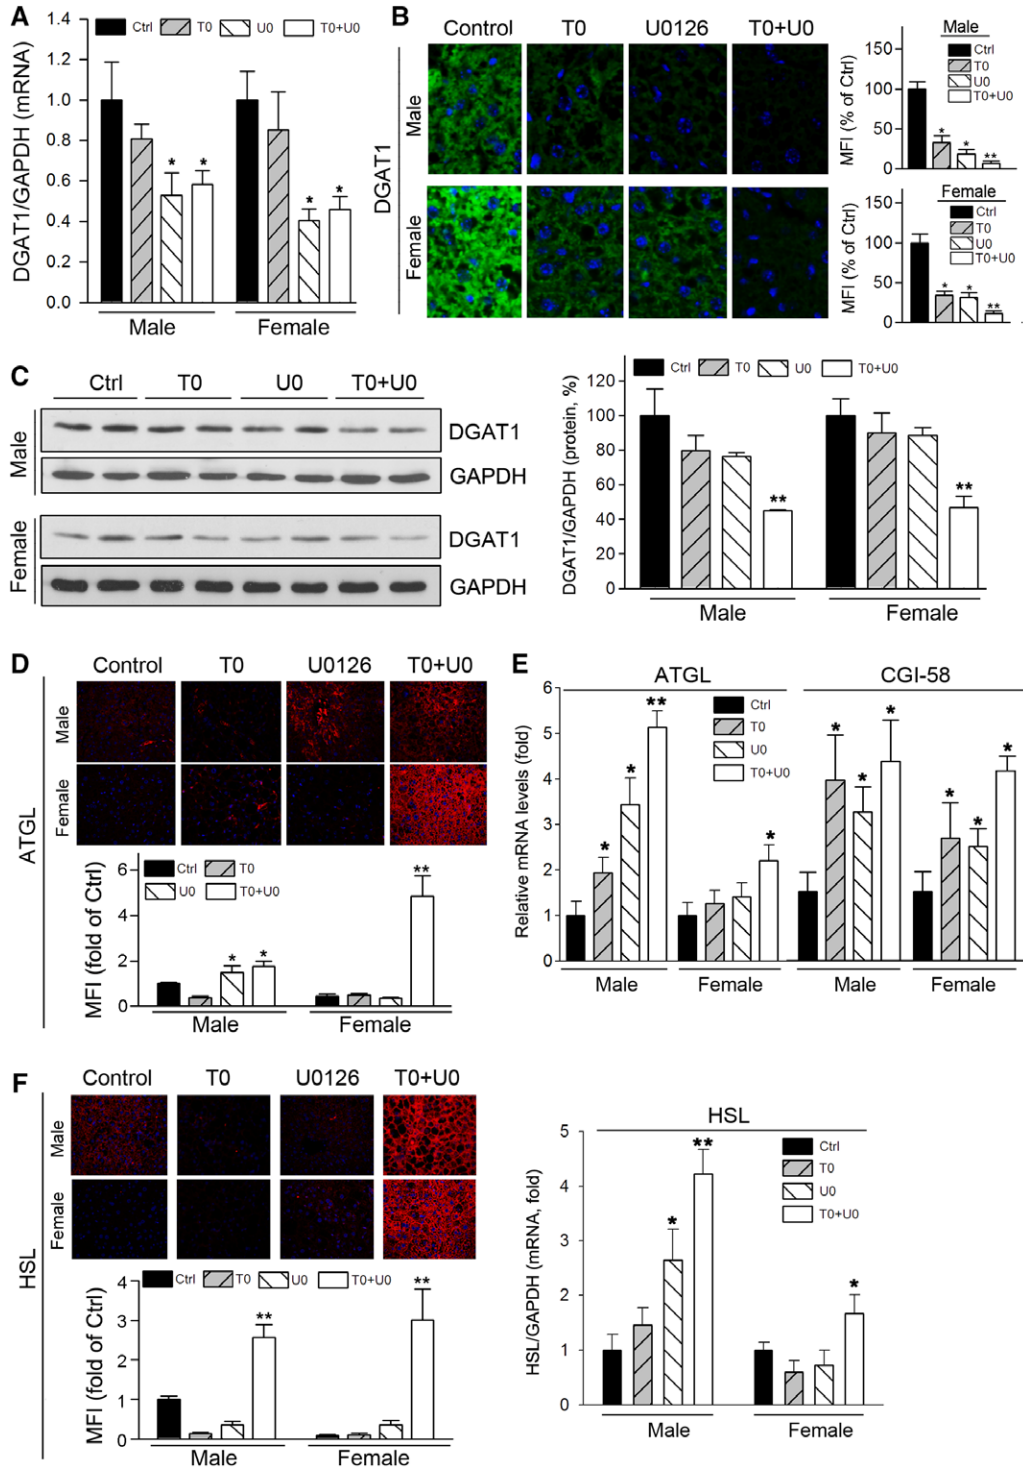 A
DGAT1/GAPDH (mRNA)
1.4
1.2
1.0
0.8
0.6
0.4
0.2
0.0
Ctrl T0 U0 T0+U0
* * * *
Male Female
B
DGAT1
Control T0 U0126 T0+U0
Male
Female
Male
MFI (% of Ctrl)
150
100
50
0
Ctrl
T0
U0
T0+U0
* * **
Female
MFI (% of Ctrl)
150
100
50
0
Ctrl
T0
U0
T0+U0
* * **
C
Ctrl T0 U0 T0+U0
Male
DGAT1
GAPDH
Female
DGAT1
GAPDH
DGAT1/GAPDH (protein, %)
120
100
80
60
40
20
0
Ctrl T0 U0 T0+U0
** **
Male Female
D
ATGL
Control T0 U0126 T0+U0
Male
Female
MFI (fold of Ctrl)
6
4
2
0
Ctrl T0
U0 T0+U0
* * **
Male Female
E
ATGL CGI-58
Relative mRNA levels (fold)
6
5
4
3
2
1
0
Ctrl
T0
U0
T0+U0
* * ** * * * * * * *
Male Female Male Female
F
HSL
Control T0 U0126 T0+U0
Male
Female
MFI (fold of Ctrl)
4
3
2
1
0
Ctrl T0 U0 T0+U0
** **
Male Female
HSL
HSL/GAPDH (mRNA, fold)
5
4
3
2
1
0
Ctrl
T0
U0
T0+U0
* ** *
Male Female